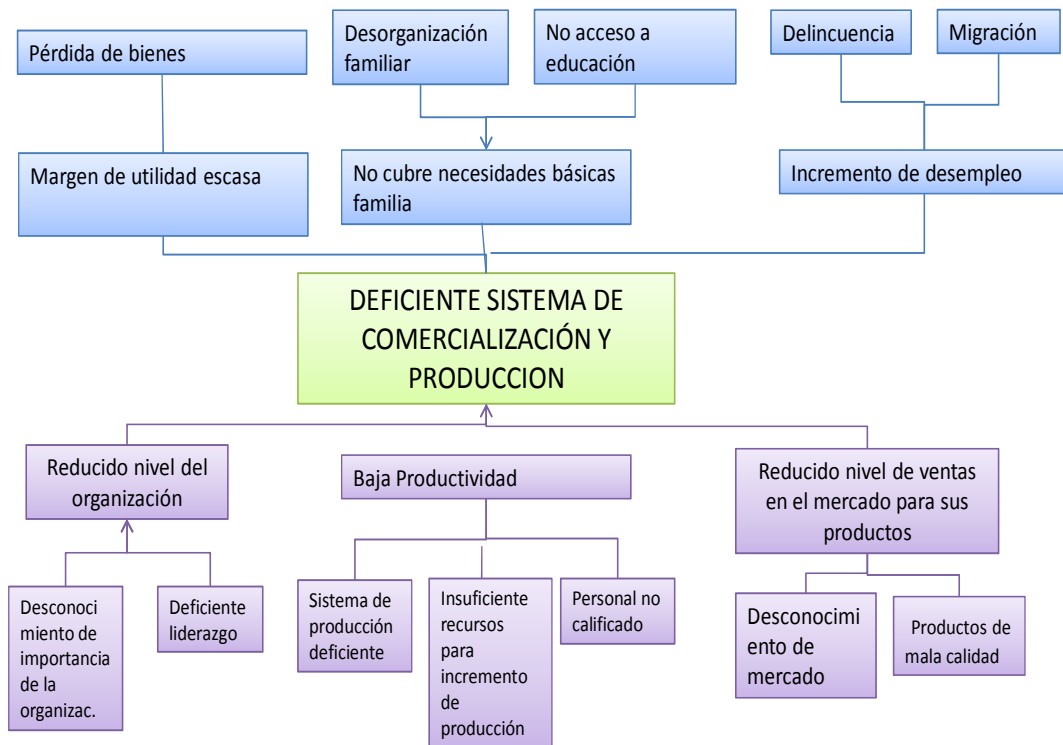 Pérdida de bienes
Desorganización
familiar
No acceso a
educación
Delincuencia
Migración
Margen de utilidad escasa
No cubre necesidades básicas
familia
Incremento de desempleo
DEFICIENTE SISTEMA DE
COMERCIALIZACIÓN Y
PRODUCCION
Reducido nivel del
organización
Baja Productividad
Reducido nivel de ventas
en el mercado para sus
productos
Desconoci
miento de
importancia
de la
organizac.
Deficiente
liderazgo
Sistema de
producción
deficiente
Insuficiente
recursos
para
incremento
de
producción
Personal no
calificado
Desconocimi
ento de
mercado
Productos de
mala calidad